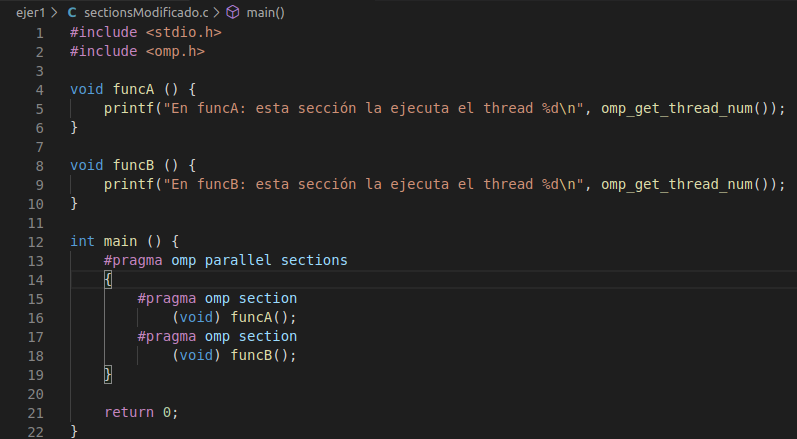 ejer1 > C sectionsModificado.c > main()
1 #include <stdio.h>
2 #include <omp.h>
3
4 void funcA () {
5 printf("En funcA: esta sección la ejecuta el thread %d\n", omp_get_thread_num());
6 }
7
8 void funcB () {
9 printf("En funcB: esta sección la ejecuta el thread %d\n", omp_get_thread_num());
10 }
11
12 int main () {
13 #pragma omp parallel sections
14 {
15 #pragma omp section
16 (void) funcA();
17 #pragma omp section
18 (void) funcB();
19 }
20
21 return 0;
22 }